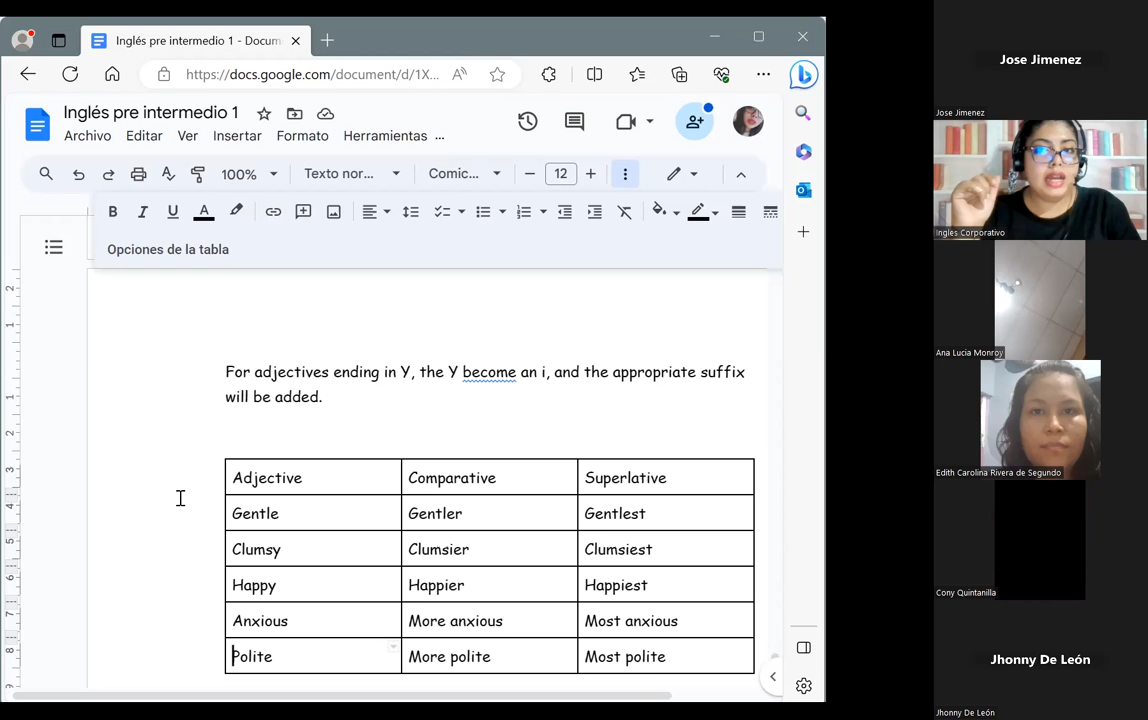 Inglés pre intermedio 1 - Docum
https://docs.google.com/document/d/1X...
Inglés pre intermedio 1
Archivo Editar Ver Insertar Formato Herramientas ...
100% Texto nor... Comic... 12
Opciones de la tabla
For adjectives ending in Y, the Y become an i, and the appropriate suffix
will be added.
Adjective Comparative Superlative
Gentle Gentler Gentlest
Clumsy Clumsier Clumsiest
Happy Happier Happiest
Anxious More anxious Most anxious
Polite More polite Most polite
Jose Jimenez
Jose Jimenez
Ingles Corporativo
Ana Lucia Monroy
Edith Carolina Rivera de Segundo
Cony Quintanilla
Jhonny De León
Jhonny De León